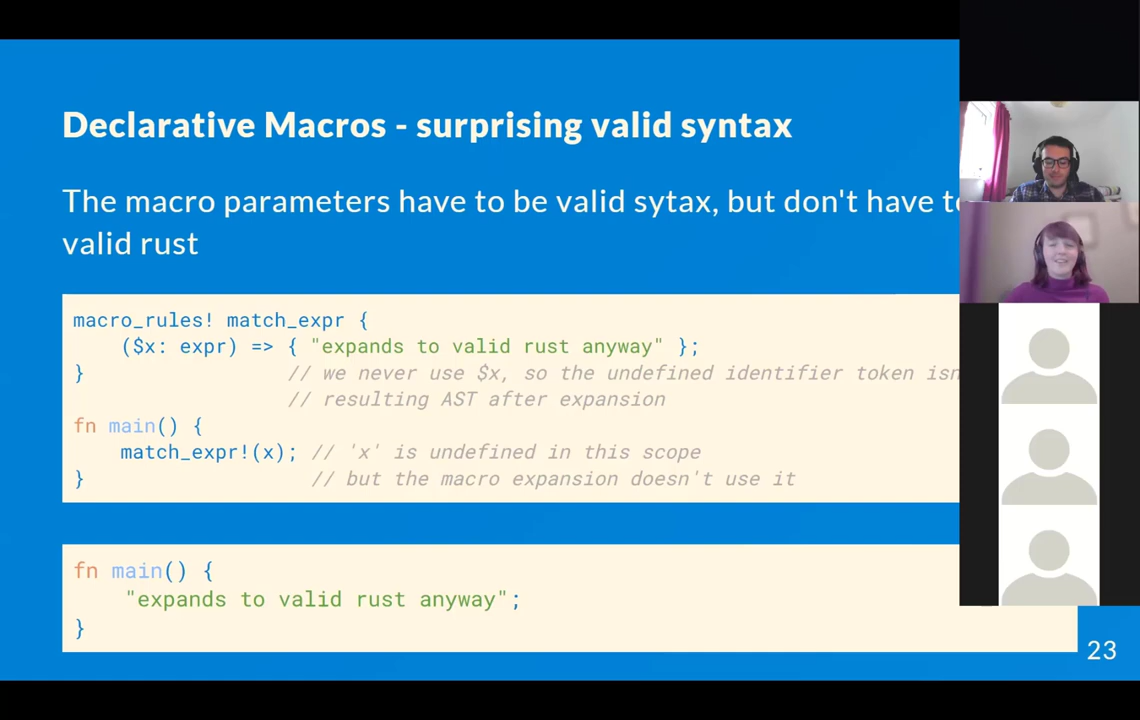 Declarative Macros - surprising valid syntax
The macro parameters have to be valid sytax, but don't have to
valid rust
macro_rules! match_expr {
    ($x: expr) => { "expands to valid rust anyway" };
}                 // we never use $x, so the undefined identifier token isn
                  // resulting AST after expansion
fn main() {
    match_expr!(x); // 'x' is undefined in this scope
}                   // but the macro expansion doesn't use it
fn main() {
    "expands to valid rust anyway";
}
23